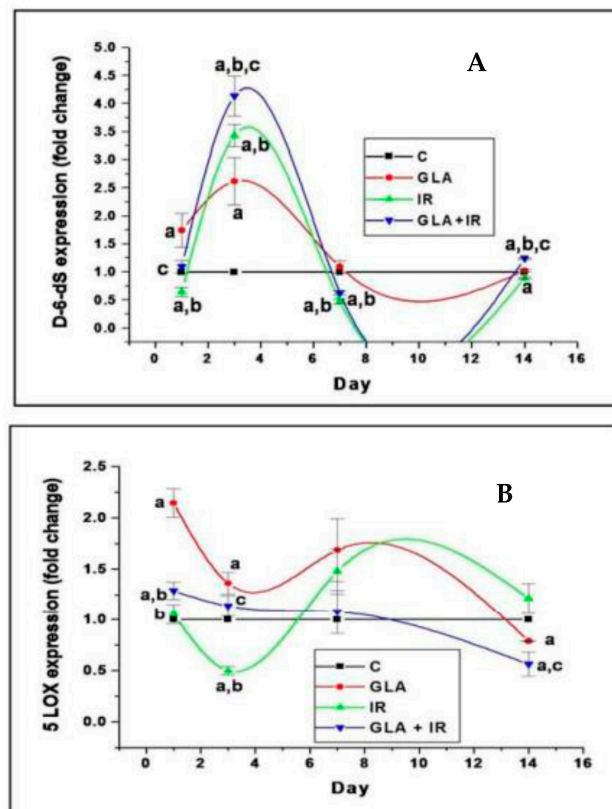 A
D-6-dS expression (fold change)
5.0
4.5
4.0
3.5
3.0
2.5
2.0
1.5
1.0
0.5
0.0
a,b,c
a,b
a
a
c
a,b
a,b
a,b
a,b,c
a
C
GLA
IR
GLA+IR
0 2 4 6 8 10 12 14 16
Day
B
5 LOX expression (fold change)
2.5
2.0
1.5
1.0
0.5
0.0
a
a
a,b
b
c
a,b
a
a,c
C
GLA
IR
GLA + IR
0 2 4 6 8 10 12 14 16
Day